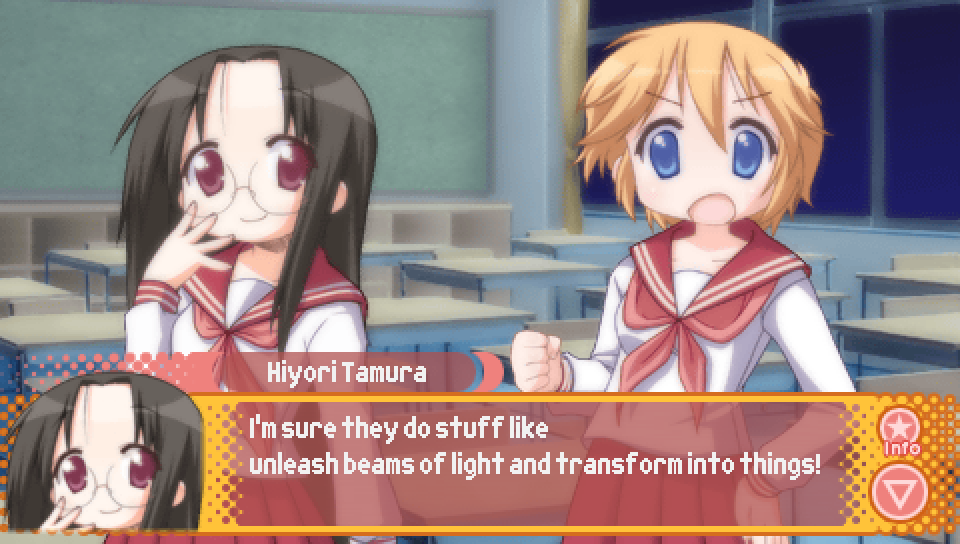 Hiyori Tamura
I'm sure they do stuff like
unleash beams of light and transform into things!
Info